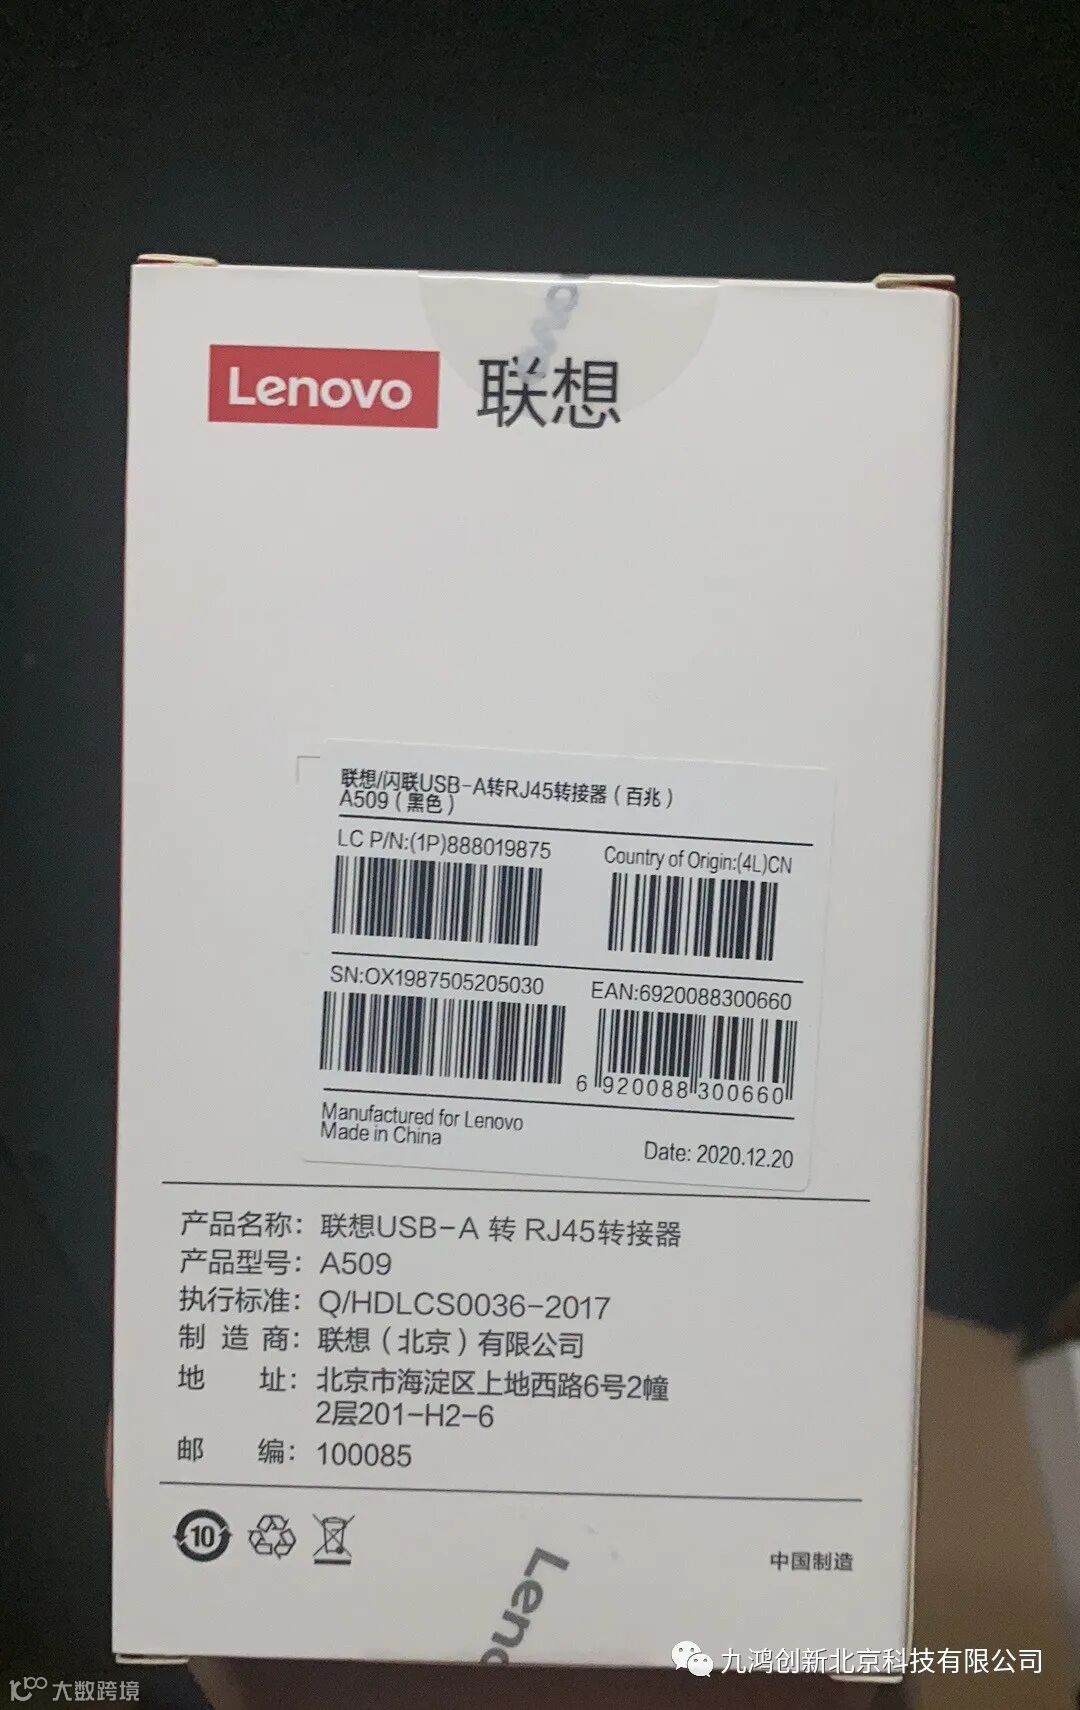 Lenovo 联想
联想/闪联USB-A转RJ45转接器（百兆）
A509（黑色）
LC P/N:(1P)888019875
Country of Origin:(4L)CN
SN:OX1987505205030
EAN:6920088300660
6 920088 300660
Manufactured for Lenovo
Made in China
Date: 2020.12.20
产品名称：联想USB-A 转 RJ45转接器
产品型号：A509
执行标准：Q/HDLCS0036-2017
制造商：联想（北京）有限公司
地址：北京市海淀区上地西路6号2幢
2层201-H2-6
邮编：100085
10
中国制造
Leno
九鸿创新北京科技有限公司
大数跨境